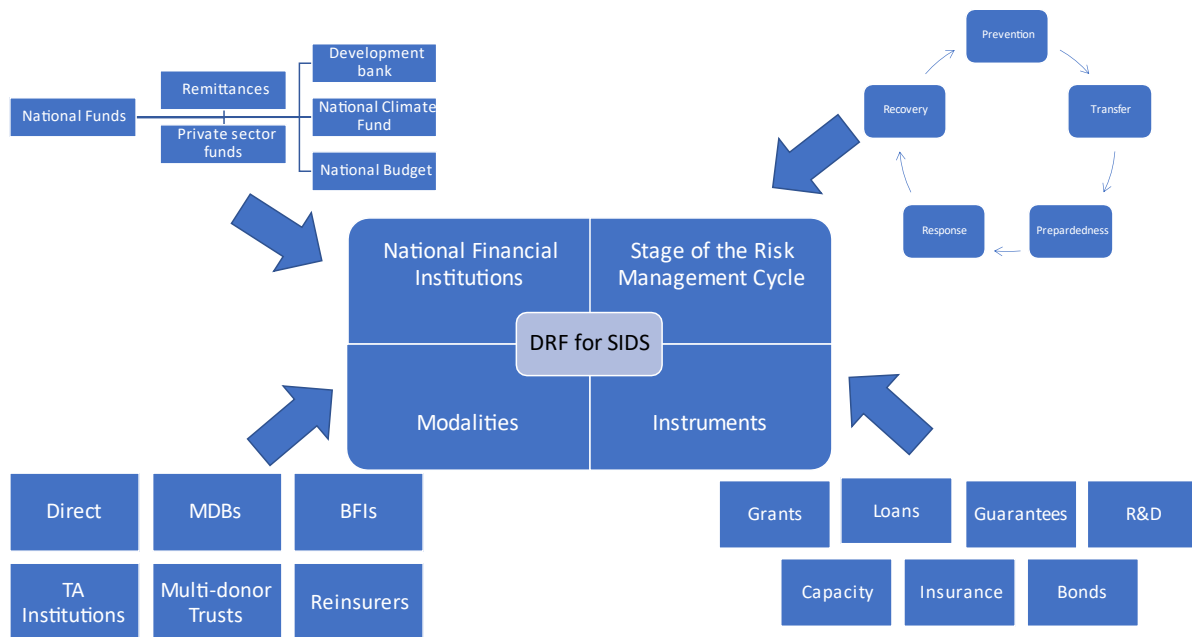 National Funds
Remittances
Private sector
funds
Development
bank
National Climate
Fund
National Budget
Prevention
Transfer
Prepardedness
Response
Recovery
National Financial
Institutions
Stage of the Risk
Management Cycle
DRF for SIDS
Modalities
Instruments
Direct
MDBs
BFIs
TA
Institutions
Multi-donor
Trusts
Reinsurers
Grants
Loans
Guarantees
R&D
Capacity
Insurance
Bonds